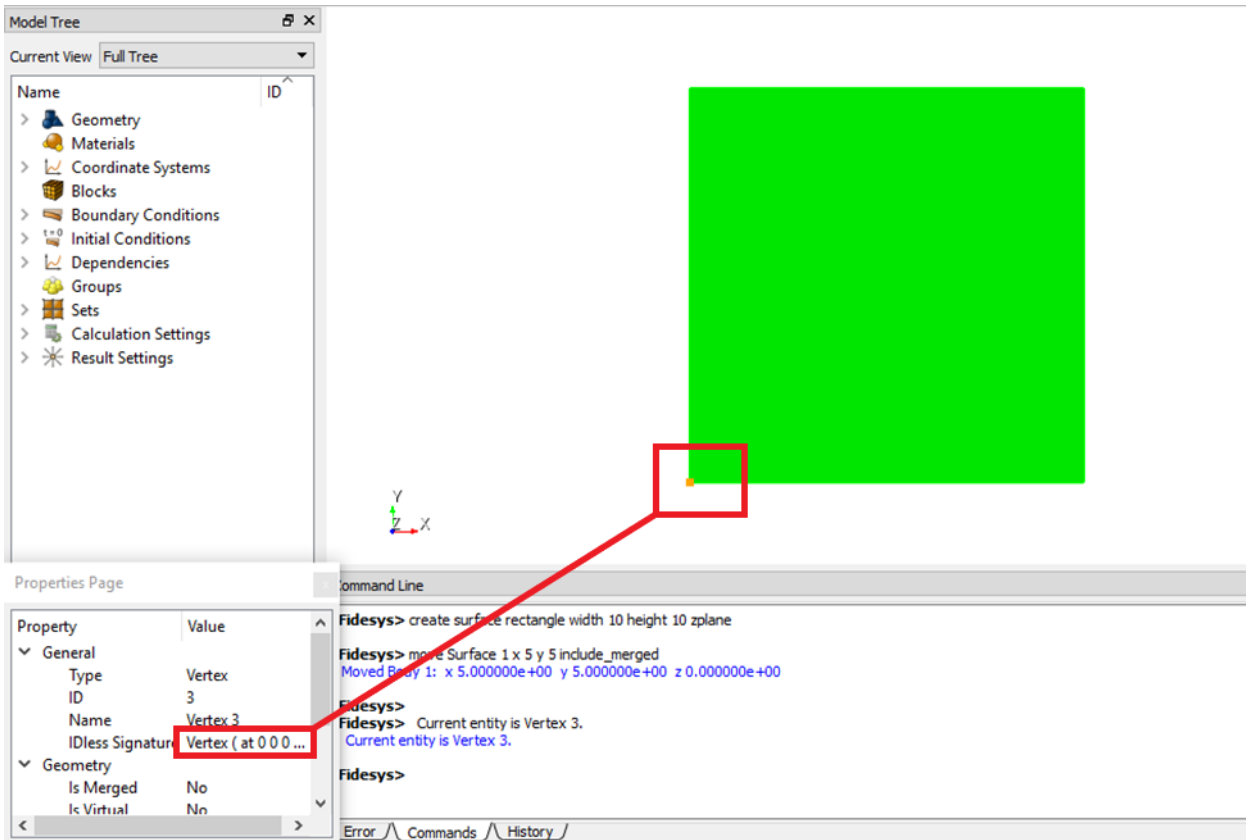 Model Tree
Current View Full Tree
Name ID
Geometry
Materials
Coordinate Systems
Blocks
Boundary Conditions
Initial Conditions
Dependencies
Groups
Sets
Calculation Settings
Result Settings
Y
Z X
Properties Page
Property Value
General
Type Vertex
ID 3
Name Vertex 3
IDless Signature Vertex ( at 0 0 0 ...
Geometry
Is Merged No
Is Virtual No
Command Line
Fidesys> create surface rectangle width 10 height 10 zplane
Fidesys> move Surface 1 x 5 y 5 include_merged
Moved Body 1: x 5.000000e+00 y 5.000000e+00 z 0.000000e+00
Fidesys>
Fidesys> Current entity is Vertex 3.
Current entity is Vertex 3.
Fidesys>
Error Commands History